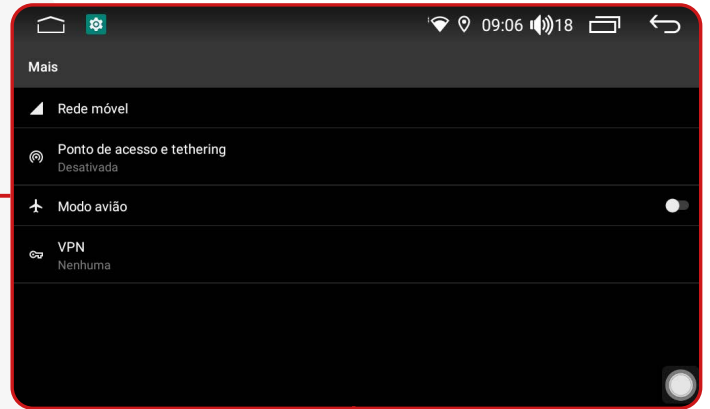 09:06 18
Mais
Rede móvel
Ponto de acesso e tethering
Desativada
Modo avião
VPN
Nenhuma